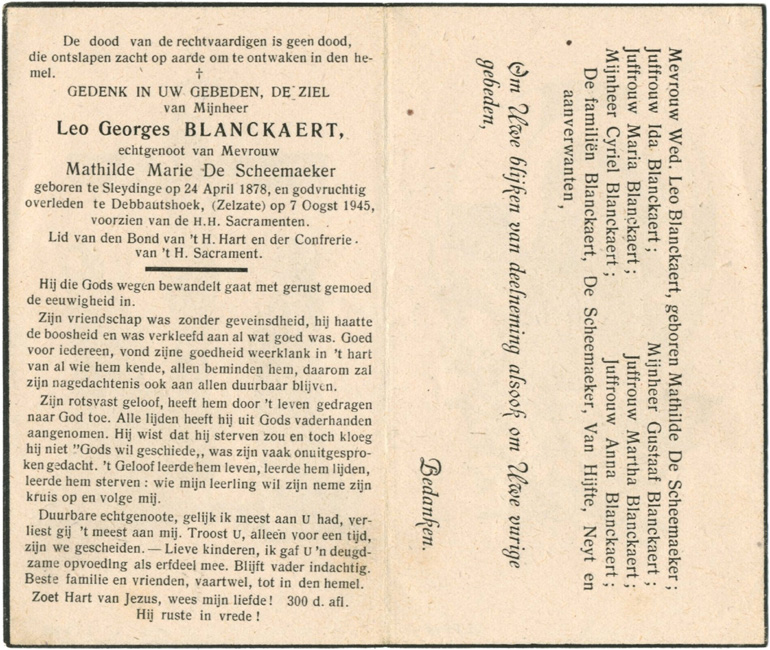 De dood van de rechtvaardigen is geen dood,
die ontslapen zacht op aarde om te ontwaken in den he-
mel. †
GEDENK IN UW GEBEDEN, DE ZIEL
van Mijnheer
Leo Georges BLANCKAERT,
echtgenoot van Mevrouw
Mathilde Marie De Scheemaeker
geboren te Sleydinge op 24 April 1878, en godvruchtig
overleden te Debbautshoek, (Zelzate) op 7 Oogst 1945,
voorzien van de H.H. Sacramenten.
Lid van den Bond van 't H. Hart en der Confrerie
van 't H. Sacrament.
Hij die Gods wegen bewandelt gaat met gerust gemoed
de eeuwigheid in.
Zijn vriendschap was zonder geveinsdheid, hij haatte
de boosheid en was verkleefd aan al wat goed was. Goed
voor iedereen, vond zijne goedheid weerklank in 't hart
van al wie hem kende, allen beminden hem, daarom zal
zijn nagedachtenis ook aan allen duurbaar blijven.
Zijn rotsvast geloof, heeft hem door 't leven gedragen
naar God toe. Alle lijden heeft hij uit Gods vaderhanden
aangenomen. Hij wist dat hij sterven zou en toch kloeg
hij niet "Gods wil geschiede,, was zijn vaak onuitgespro-
ken gedacht. 't Geloof leerde hem leven, leerde hem lijden,
leerde hem sterven : wie mijn leerling wil zijn neme zijn
kruis op en volge mij.
Duurbare echtgenoote, gelijk ik meest aan U had, ver-
liest gij 't meest aan mij. Troost U, alleen voor een tijd,
zijn we gescheiden. — Lieve kinderen, ik gaf U 'n deugd-
zame opvoeding als erfdeel mee. Blijft vader indachtig.
Beste familie en vrienden, vaartwel, tot in den hemel.
Zoet Hart van Jezus, wees mijn liefde! 300 d. afl.
Hij ruste in vrede !
Mevrouw Wed. Leo Blanckaert, geboren Mathilde De Scheemaeker ;
Juffrouw Ida Blanckaert ; Mijnheer Gustaaf Blanckaert ;
Juffrouw Maria Blanckaert ; Juffrouw Martha Blanckaert ;
Mijnheer Cyriel Blanckaert ; Juffrouw Anna Blanckaert ;
De familiën Blanckaert, De Scheemaeker, Van Hijfte, Neyt en
aanverwanten,
Om Uwe blijken van deelneming alsook om Uwe vurige
gebeden,
Bedanken.